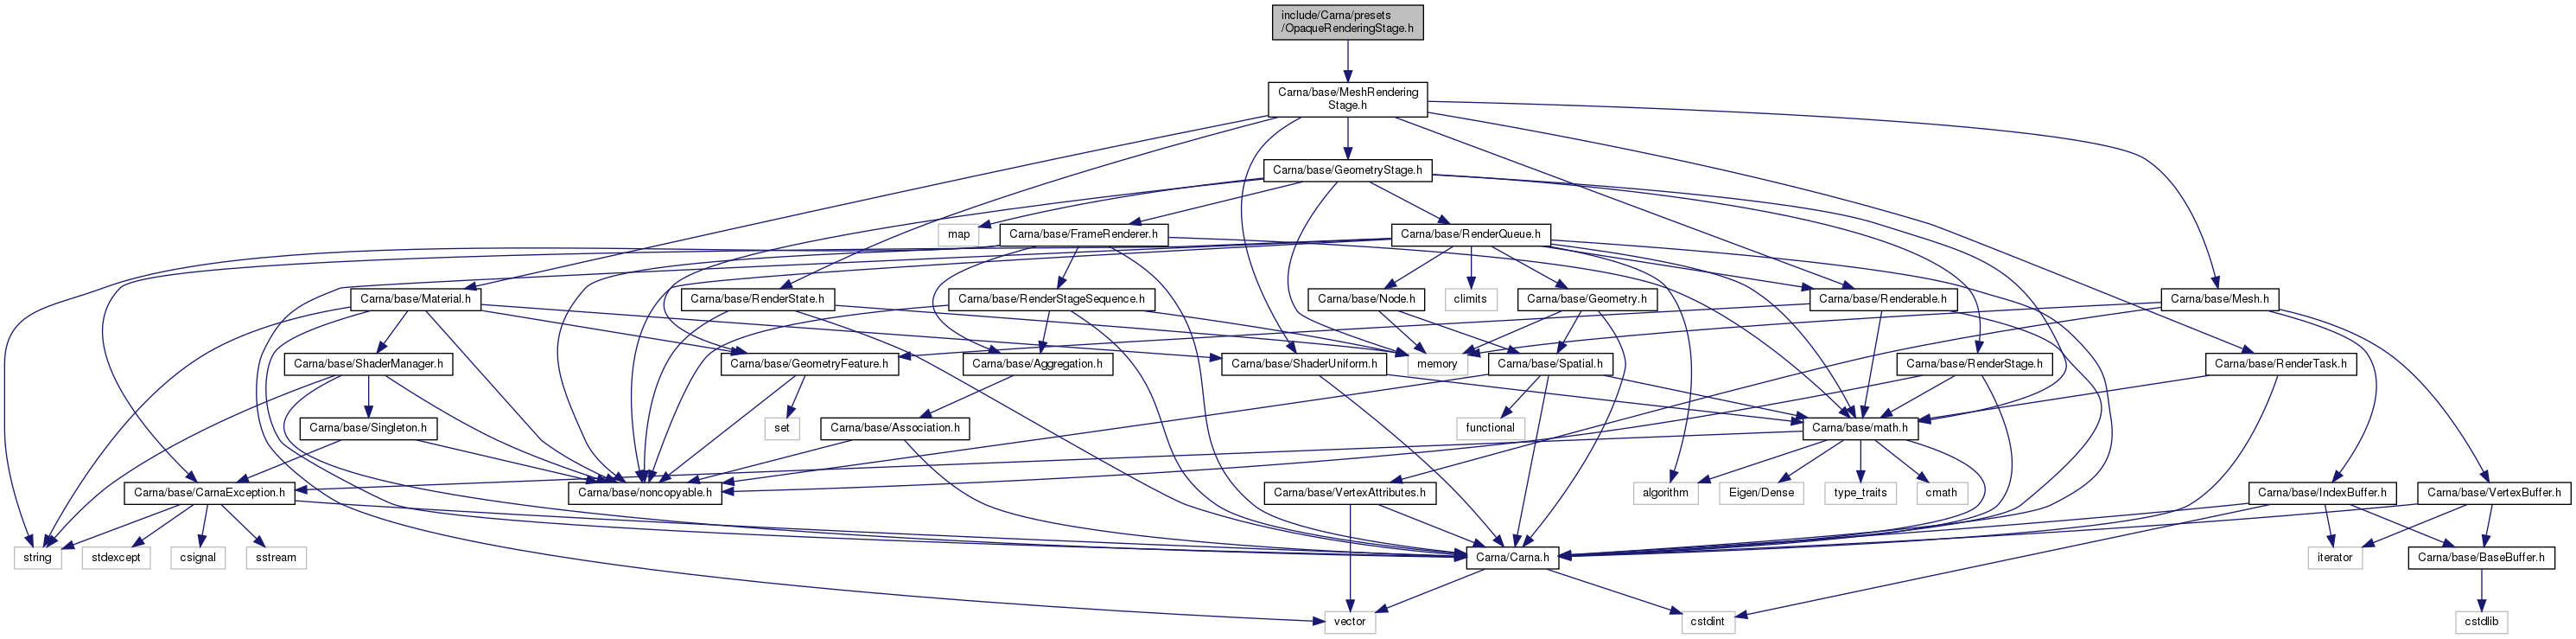 include/Carna/presets
/OpaqueRenderingStage.h
Carna/base/MeshRendering
Stage.h
Carna/base/GeometryStage.h
map
Carna/base/FrameRenderer.h
Carna/base/RenderQueue.h
Carna/base/Material.h
Carna/base/RenderState.h
Carna/base/RenderStageSequence.h
Carna/base/Node.h
climits
Carna/base/Geometry.h
Carna/base/Renderable.h
Carna/base/Mesh.h
Carna/base/ShaderManager.h
Carna/base/GeometryFeature.h
Carna/base/Aggregation.h
Carna/base/ShaderUniform.h
memory
Carna/base/Spatial.h
Carna/base/RenderStage.h
Carna/base/RenderTask.h
Carna/base/Singleton.h
set
Carna/base/Association.h
functional
Carna/base/math.h
Carna/base/CarnaException.h
Carna/base/noncopyable.h
Carna/base/VertexAttributes.h
algorithm
Eigen/Dense
type_traits
cmath
Carna/base/IndexBuffer.h
Carna/base/VertexBuffer.h
string
stdexcept
csignal
sstream
Carna/Carna.h
iterator
Carna/base/BaseBuffer.h
vector
cstdint
cstdlib